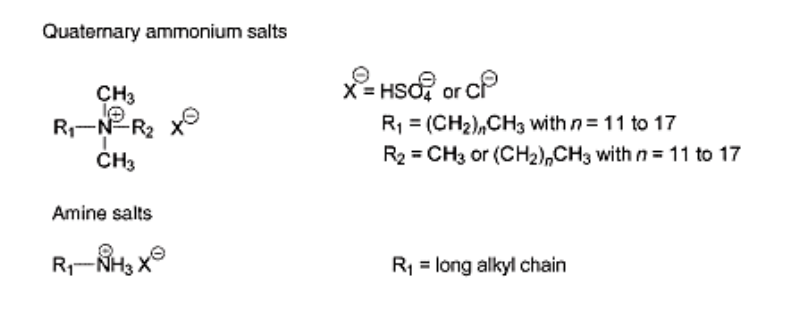 Quaternary ammonium salts
CH₃
R₁—N⊕—R₂ X⊖
CH₃
X⊖ = HSO₄⊖ or Cl⊖
R₁ = (CH₂)ₙCH₃ with n = 11 to 17
R₂ = CH₃ or (CH₂)ₙCH₃ with n = 11 to 17
Amine salts
R₁—N⊕H₃ X⊖
R₁ = long alkyl chain